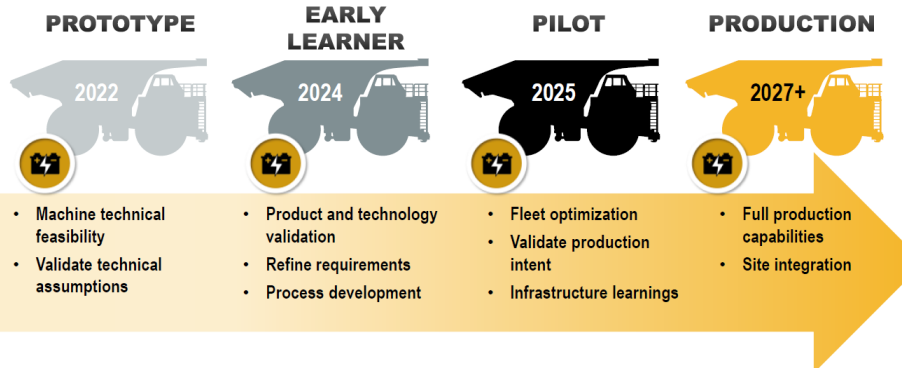 PROTOTYPE
2022
• Machine technical
feasibility
• Validate technical
assumptions
EARLY
LEARNER
2024
• Product and technology
validation
• Refine requirements
• Process development
PILOT
2025
• Fleet optimization
• Validate production
intent
• Infrastructure learnings
PRODUCTION
2027+
• Full production
capabilities
• Site integration